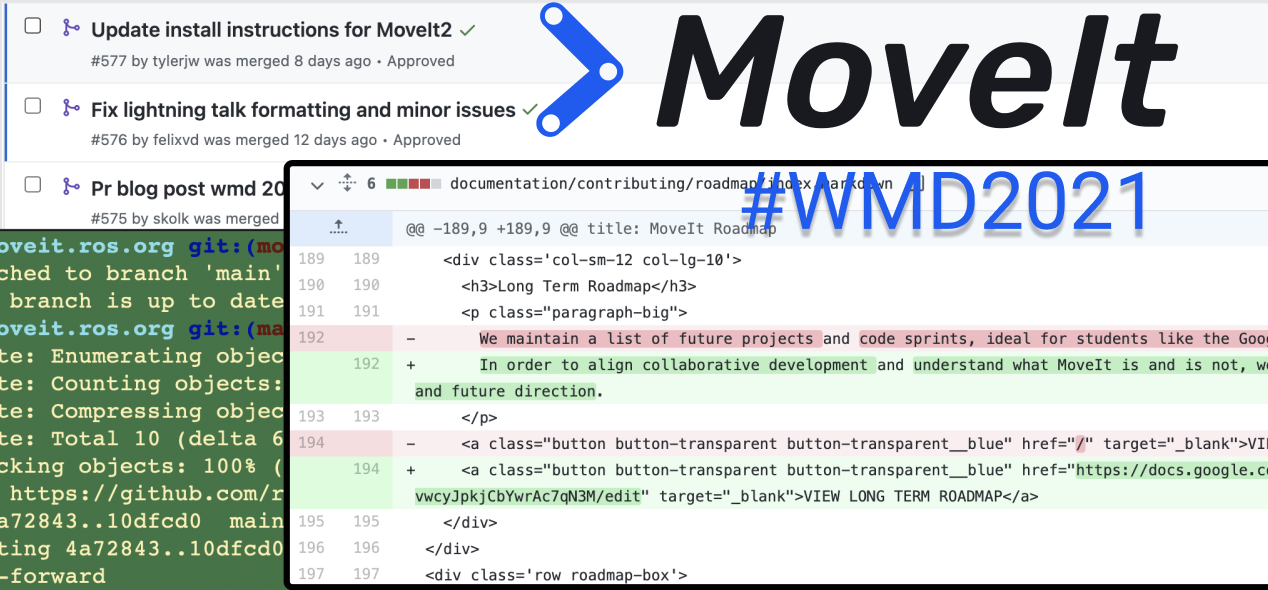 Update install instructions for MoveIt2
#577 by tylerjw was merged 8 days ago • Approved
Fix lightning talk formatting and minor issues
#576 by felixvd was merged 12 days ago • Approved
Pr blog post wmd 20
#575 by skolk was merged
MoveIt
#WMD2021
oveit.ros.org git:(mo
ched to branch 'main'
branch is up to date
oveit.ros.org git:(ma
te: Enumerating objec
te: Counting objects:
te: Compressing objec
te: Total 10 (delta 6
cking objects: 100% (
https://github.com/r
a72843..10dfcd0 main
ting 4a72843..10dfcd0
-forward
6 documentation/contributing/roadmap/index.markdown
@@ -189,9 +189,9 @@ title: MoveIt Roadmap
189 189 <div class='col-sm-12 col-lg-10'>
190 190 <h3>Long Term Roadmap</h3>
191 191 <p class="paragraph-big">
192 - We maintain a list of future projects and code sprints, ideal for students like the Goog
192 + In order to align collaborative development and understand what MoveIt is and is not, we
and future direction.
193 193 </p>
194 - <a class="button button-transparent button-transparent__blue" href="/" target="_blank">VI
194 + <a class="button button-transparent button-transparent__blue" href="https://docs.google.co
vwcyJpkjCbYwrAc7qN3M/edit" target="_blank">VIEW LONG TERM ROADMAP</a>
195 195 </div>
196 196 </div>
197 197 <div class='row roadmap-box'>